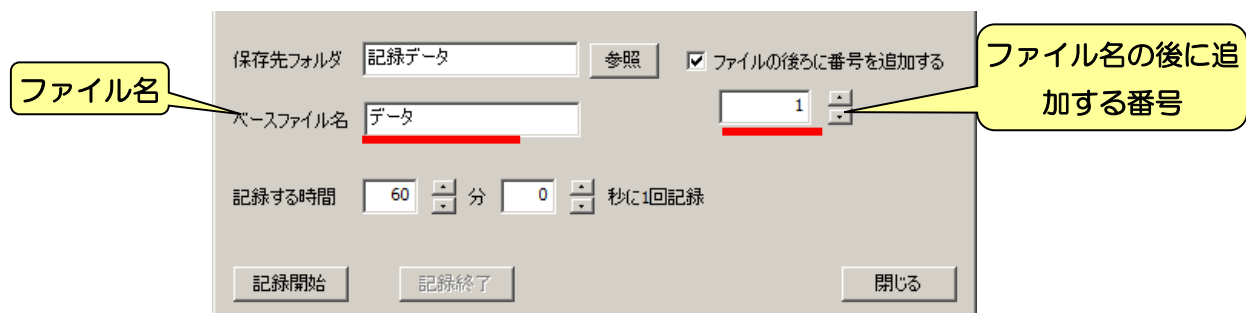 保存先フォルダ 記録データ 参照 ファイルの後ろに番号を追加する
ファイル名
ベースファイル名 データ 1
ファイル名の後に追
加する番号
記録する時間 60 分 0 秒に1回記録
記録開始 記録終了 閉じる